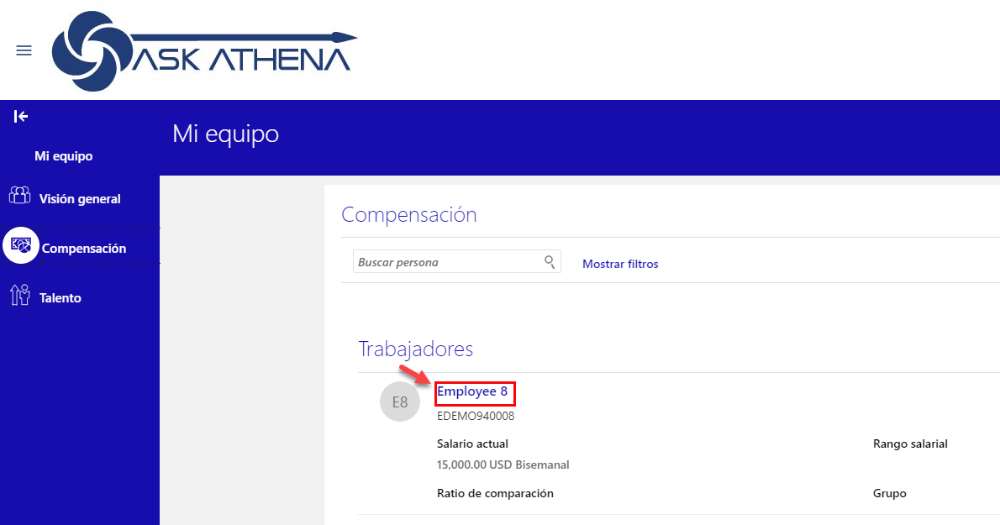 ASK ATHENA
Mi equipo
Mi equipo
Visión general
Compensación
Talento
Compensación
Buscar persona
Mostrar filtros
Trabajadores
E8
Employee 8
EDEMO940008
Salario actual
Rango salarial
15,000.00 USD Bisemanal
Ratio de comparación
Grupo